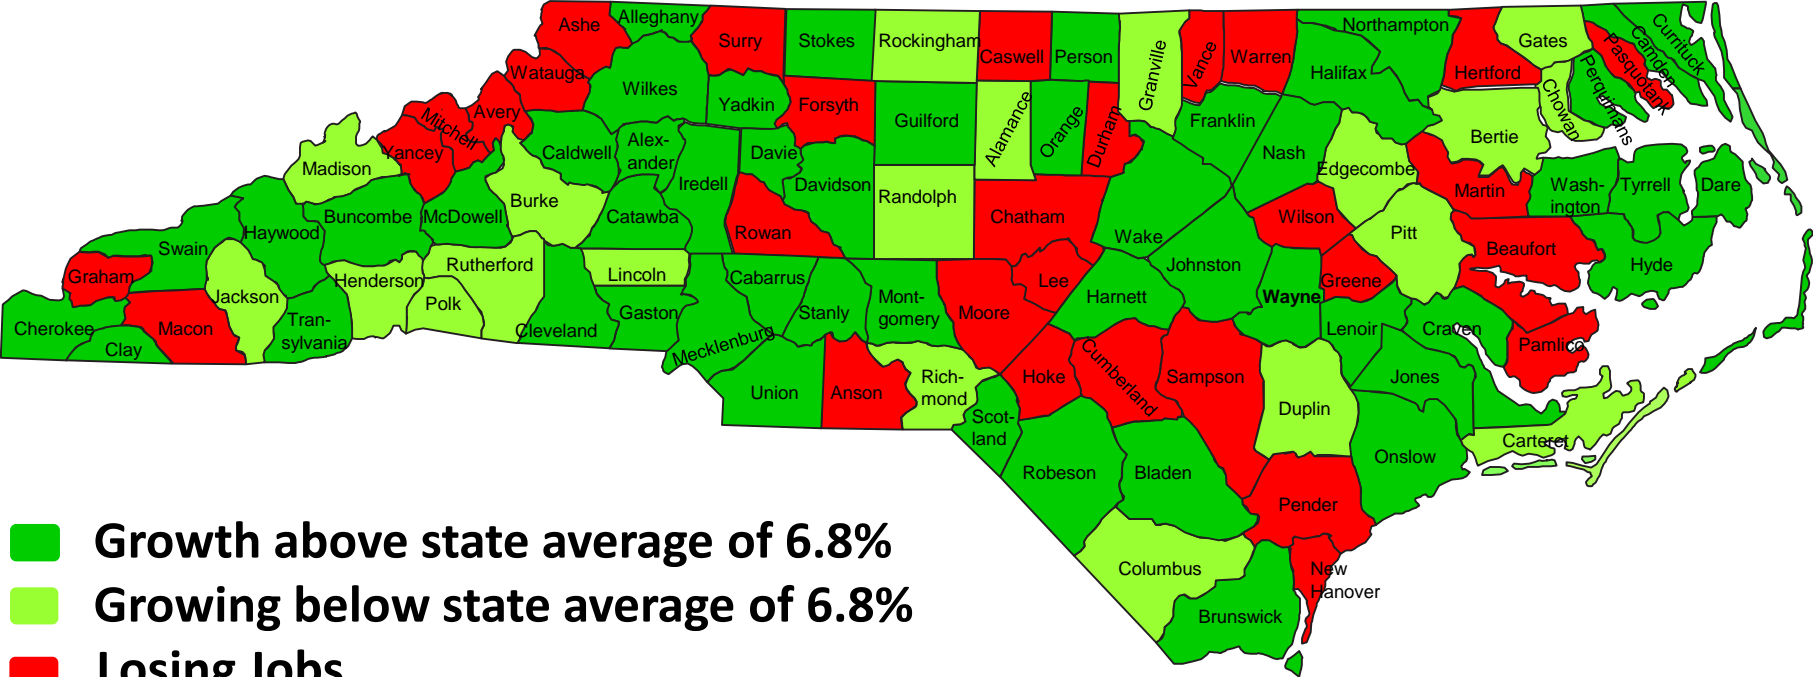 Ashe
Alleghany
Surry
Stokes
Rockingham
Caswell
Person
Granville
Vance
Warren
Northampton
Hertford
Gates
Pasquotank
Camden
Currituck
Watauga
Wilkes
Yadkin
Forsyth
Guilford
Alamance
Orange
Durham
Franklin
Halifax
Bertie
Chowan
Perquimans
Mitchell
Avery
Yancey
Madison
Caldwell
Alex-
ander
Iredell
Davie
Davidson
Randolph
Chatham
Wake
Nash
Edgecombe
Martin
Wash-
ington
Tyrrell
Dare
Burke
McDowell
Buncombe
Haywood
Swain
Catawba
Rowan
Wilson
Pitt
Beaufort
Hyde
Graham
Jackson
Henderson
Rutherford
Polk
Lincoln
Cabarrus
Gaston
Stanly
Mont-
gomery
Moore
Lee
Harnett
Johnston
Wayne
Greene
Lenoir
Craven
Pamlico
Cherokee
Clay
Macon
Tran-
sylvania
Cleveland
Mecklenburg
Union
Anson
Rich-
mond
Scot-
land
Hoke
Cumberland
Sampson
Duplin
Jones
Onslow
Carteret
Robeson
Bladen
Pender
Columbus
New
Hanover
Brunswick
Growth above state average of 6.8%
Growing below state average of 6.8%
Losing Jobs